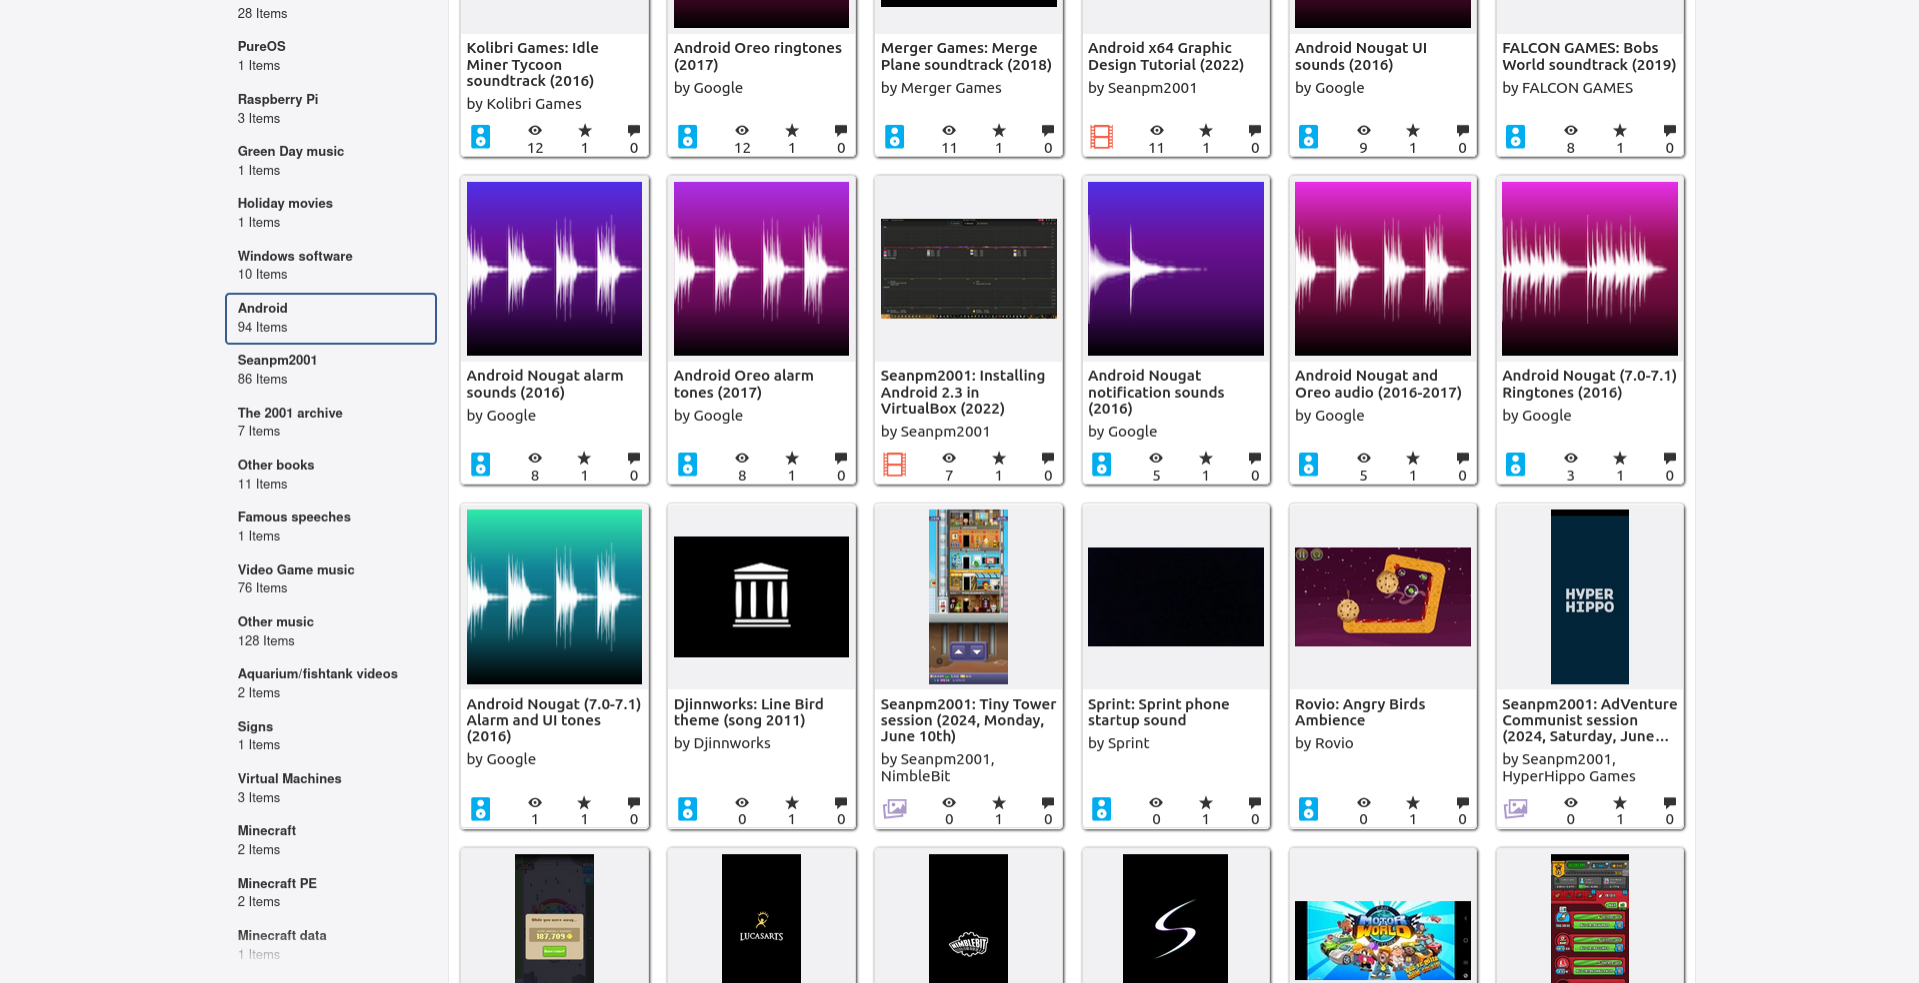 28 Items
PureOS
1 Items
Raspberry Pi
3 Items
Green Day music
1 Items
Holiday movies
1 Items
Windows software
10 Items
Android
94 Items
Seanpm2001
86 Items
The 2001 archive
7 Items
Other books
11 Items
Famous speeches
1 Items
Video Game music
76 Items
Other music
128 Items
Aquarium/fishtank videos
2 Items
Signs
1 Items
Virtual Machines
3 Items
Minecraft
2 Items
Minecraft PE
2 Items
Minecraft data
1 Items
Kolibri Games: Idle
Miner Tycoon
soundtrack (2016)
by Kolibri Games
12 1 0
Android Oreo ringtones
(2017)
by Google
12 1 0
Merger Games: Merge
Plane soundtrack (2018)
by Merger Games
11 1 0
Android x64 Graphic
Design Tutorial (2022)
by Seanpm2001
11 1 0
Android Nougat UI
sounds (2016)
by Google
9 1 0
FALCON GAMES: Bobs
World soundtrack (2019)
by FALCON GAMES
8 1 0
Android Nougat alarm
sounds (2016)
by Google
8 1 0
Android Oreo alarm
tones (2017)
by Google
8 1 0
Seanpm2001: Installing
Android 2.3 in
VirtualBox (2022)
by Seanpm2001
7 1 0
Android Nougat
notification sounds
(2016)
by Google
5 1 0
Android Nougat and
Oreo audio (2016-2017)
by Google
5 1 0
Android Nougat (7.0-7.1)
Ringtones (2016)
by Google
3 1 0
Android Nougat (7.0-7.1)
Alarm and UI tones
(2016)
by Google
1 1 0
Djinnworks: Line Bird
theme (song 2011)
by Djinnworks
0 1 0
Seanpm2001: Tiny Tower
session (2024, Monday,
June 10th)
by Seanpm2001,
NimbleBit
0 1 0
Sprint: Sprint phone
startup sound
by Sprint
0 1 0
Rovio: Angry Birds
Ambience
by Rovio
0 1 0
HYPER
HIPPO
Seanpm2001: AdVenture
Communist session
(2024, Saturday, June...
by Seanpm2001,
HyperHippo Games
0 1 0
While you were away...
187,709
LUCASARTS
NIMBLEBIT
MOTOR
WORLD